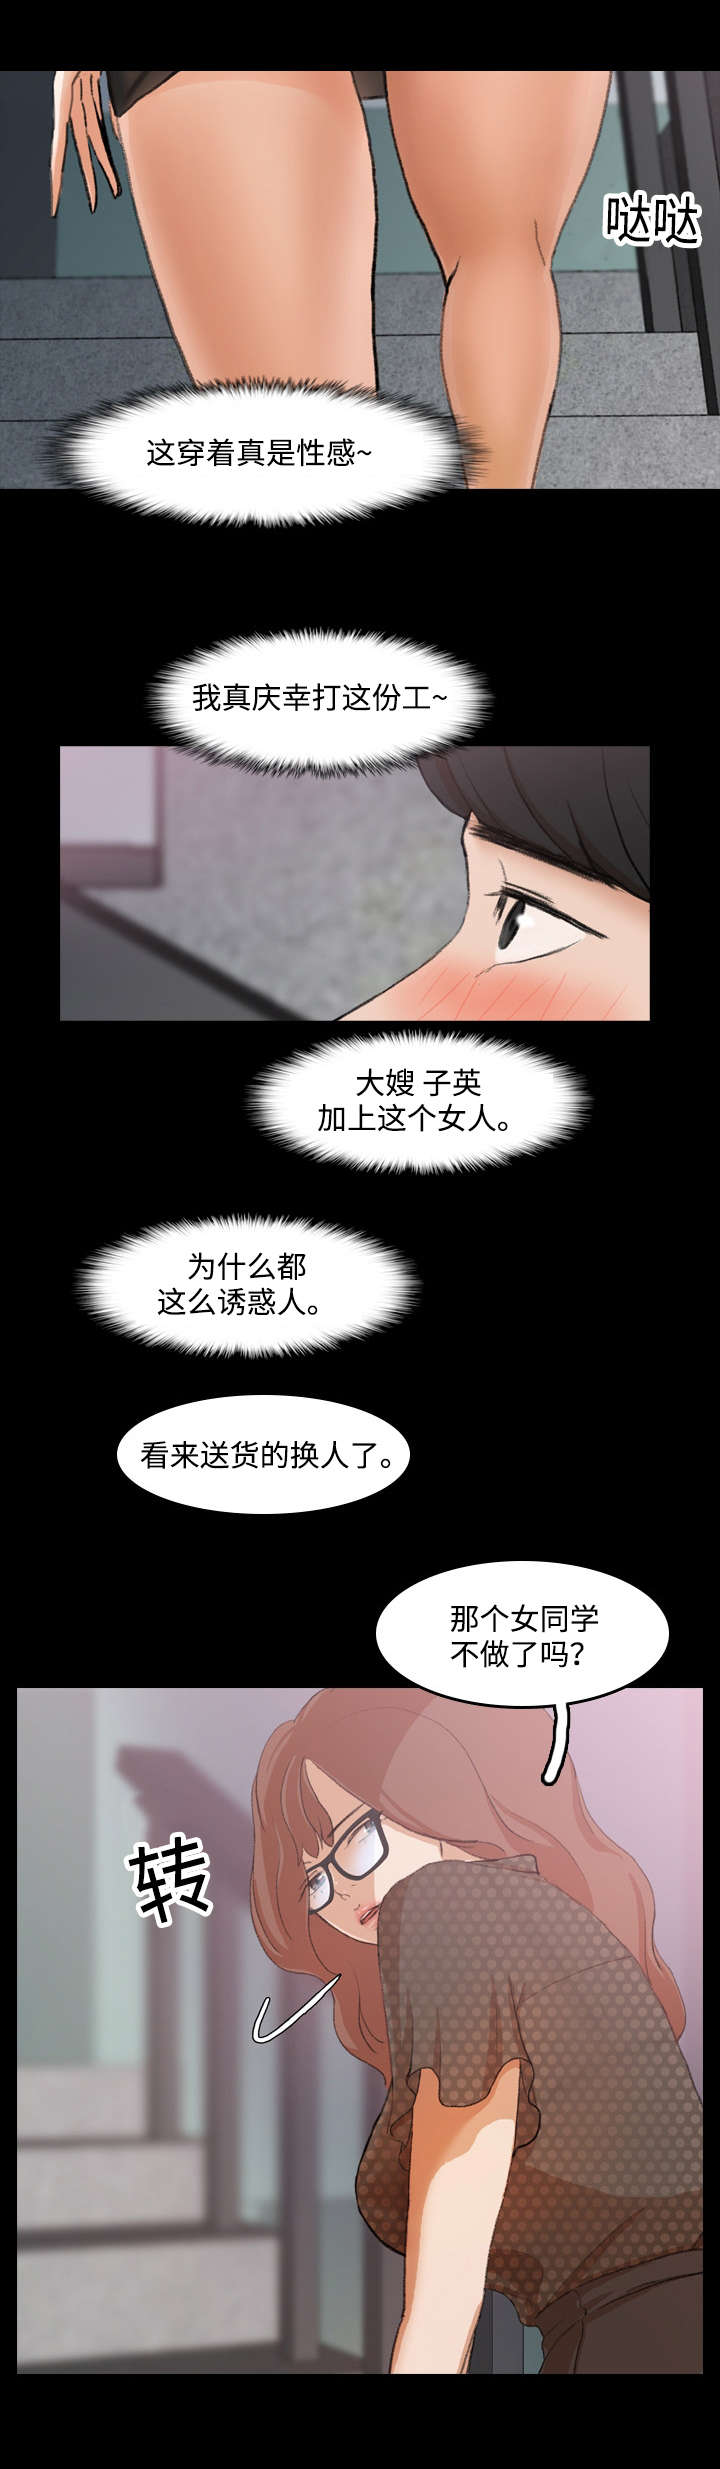 哒哒
这穿着真是性感~
我真庆幸打这份工~
大嫂 子英
加上这个女人。
为什么都
这么诱惑人。
看来送货的换人了。
那个女同学
不做了吗?
转